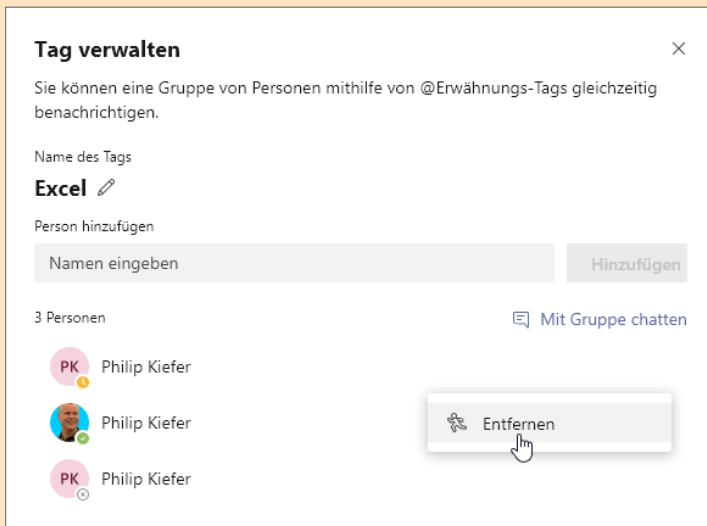 Tag verwalten
Sie können eine Gruppe von Personen mithilfe von @Erwähnungs-Tags gleichzeitig
benachrichtigen.
Name des Tags
Excel
Person hinzufügen
Namen eingeben
Hinzufügen
3 Personen
Mit Gruppe chatten
PK Philip Kiefer
Philip Kiefer
Entfernen
PK Philip Kiefer